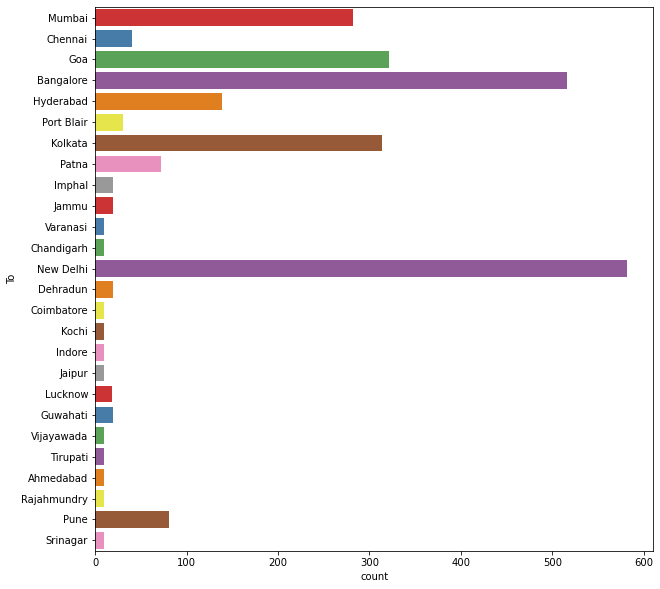 Mumbai
Chennai
Goa
Bangalore
Hyderabad
Port Blair
Kolkata
Patna
Imphal
Jammu
Varanasi
Chandigarh
New Delhi
To
Dehradun
Coimbatore
Kochi
Indore
Jaipur
Lucknow
Guwahati
Vijayawada
Tirupati
Ahmedabad
Rajahmundry
Pune
Srinagar
0 100 200 300 400 500 600
count